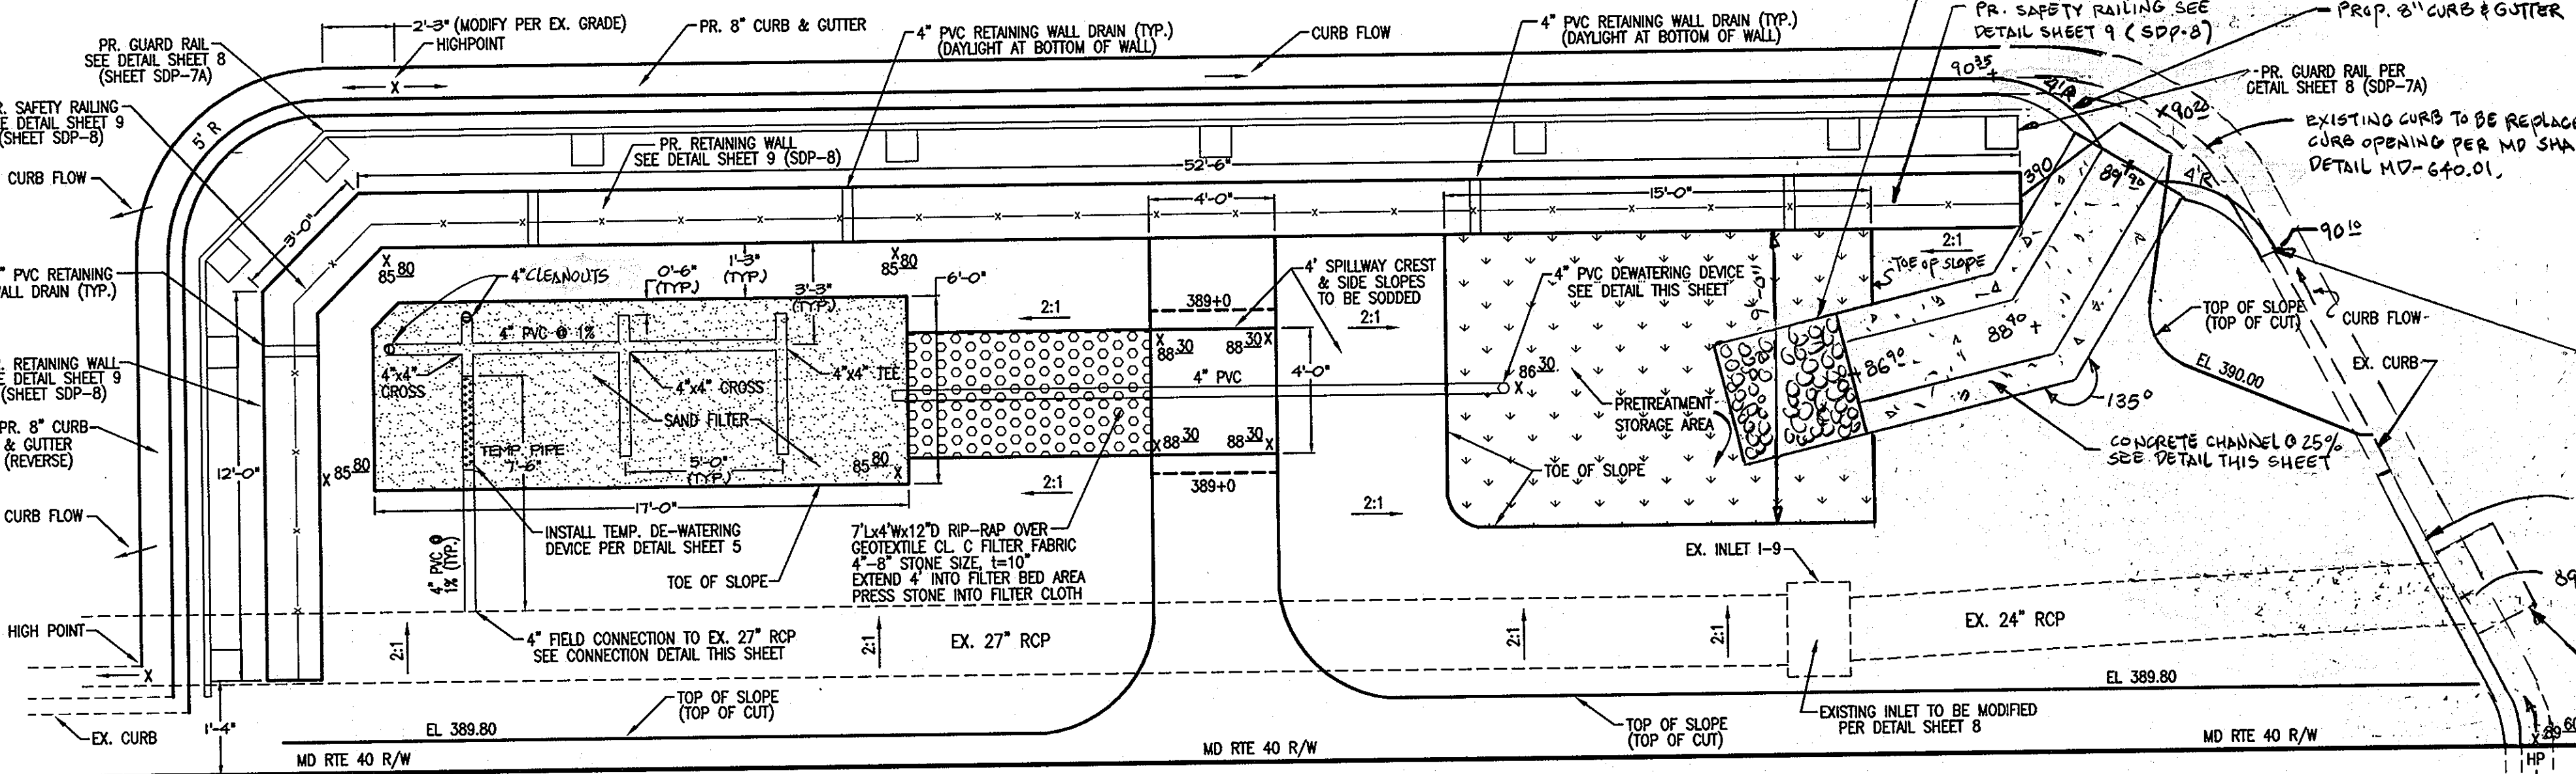 2'-3" (MODIFY PER EX. GRADE)
HIGHPOINT
PR. 8" CURB & GUTTER
4" PVC RETAINING WALL DRAIN (TYP.)
(DAYLIGHT AT BOTTOM OF WALL)
CURB FLOW
4" PVC RETAINING WALL DRAIN (TYP.)
(DAYLIGHT AT BOTTOM OF WALL)
PR. SAFETY RAILING SEE
DETAIL SHEET 9 (SDP-8)
PROP. 8" CURB & GUTTER
PR. GUARD RAIL
SEE DETAIL SHEET 8
(SHEET SDP-7A)
X
90 35 +
4'R
PR. GUARD RAIL PER
DETAIL SHEET 8 (SDP-7A)
R. SAFETY RAILING
EE DETAIL SHEET 9
(SHEET SDP-8)
5' R
X 90 20
EXISTING CURB TO BE REPLACE
CURB OPENING PER MD SHA
DETAIL MD-640.01.
PR. RETAINING WALL
SEE DETAIL SHEET 9 (SDP-8)
52'-6"
CURB FLOW
3'-0"
4'-0"
15'-0"
390
89 90
4'R
90 10
" PVC RETAINING
WALL DRAIN (TYP.)
X
85 80
4" CLEANOUTS
0'-6"
(TYP.)
1'-3"
(TYP.)
3'-3"
(TYP.)
X
85 80
6'-0"
4' SPILLWAY CREST
& SIDE SLOPES
TO BE SODDED
4" PVC DEWATERING DEVICE
SEE DETAIL THIS SHEET
9'-0"
2:1
TOE OF SLOPE
389+0
2:1
2:1
4" PVC @ 1%
X
88 30
88 30 X
TOP OF SLOPE
(TOP OF CUT)
CURB FLOW
. RETAINING WALL
E DETAIL SHEET 9
(SHEET SDP-8)
4"x4"
CROSS
4"x4" CROSS
4"x4" TEE
4" PVC
4'-0"
86 30
X
88 40 +
+86 90
EL 390.00
EX. CURB
SAND FILTER
PRETREATMENT
STORAGE AREA
135°
PR. 8" CURB
& GUTTER
(REVERSE)
TEMP. PIPE
7'-6"
5'-0"
(TYP.)
85 80
X
X 88 30
88 30
X
CONCRETE CHANNEL @ 25%
SEE DETAIL THIS SHEET
12'-0"
X 85 80
2:1
389+0
TOE OF SLOPE
17'-0"
2:1
CURB FLOW
INSTALL TEMP. DE-WATERING
DEVICE PER DETAIL SHEET 5
7'Lx4'Wx12"D RIP-RAP OVER
GEOTEXTILE CL. C FILTER FABRIC
4"-8" STONE SIZE, t=10"
EXTEND 4' INTO FILTER BED AREA
PRESS STONE INTO FILTER CLOTH
EX. INLET I-9
4" PVC @
1% (TYP.)
TOE OF SLOPE
89
HIGH POINT
4" FIELD CONNECTION TO EX. 27" RCP
SEE CONNECTION DETAIL THIS SHEET
2:1
2:1
EX. 27" RCP
2:1
2:1
EX. 24" RCP
X
EL 389.80
TOP OF SLOPE
(TOP OF CUT)
1'-4"
EX. CURB
EL 389.80
TOP OF SLOPE
(TOP OF CUT)
EXISTING INLET TO BE MODIFIED
PER DETAIL SHEET 8
X 89 60
MD RTE 40 R/W
MD RTE 40 R/W
MD RTE 40 R/W
HP